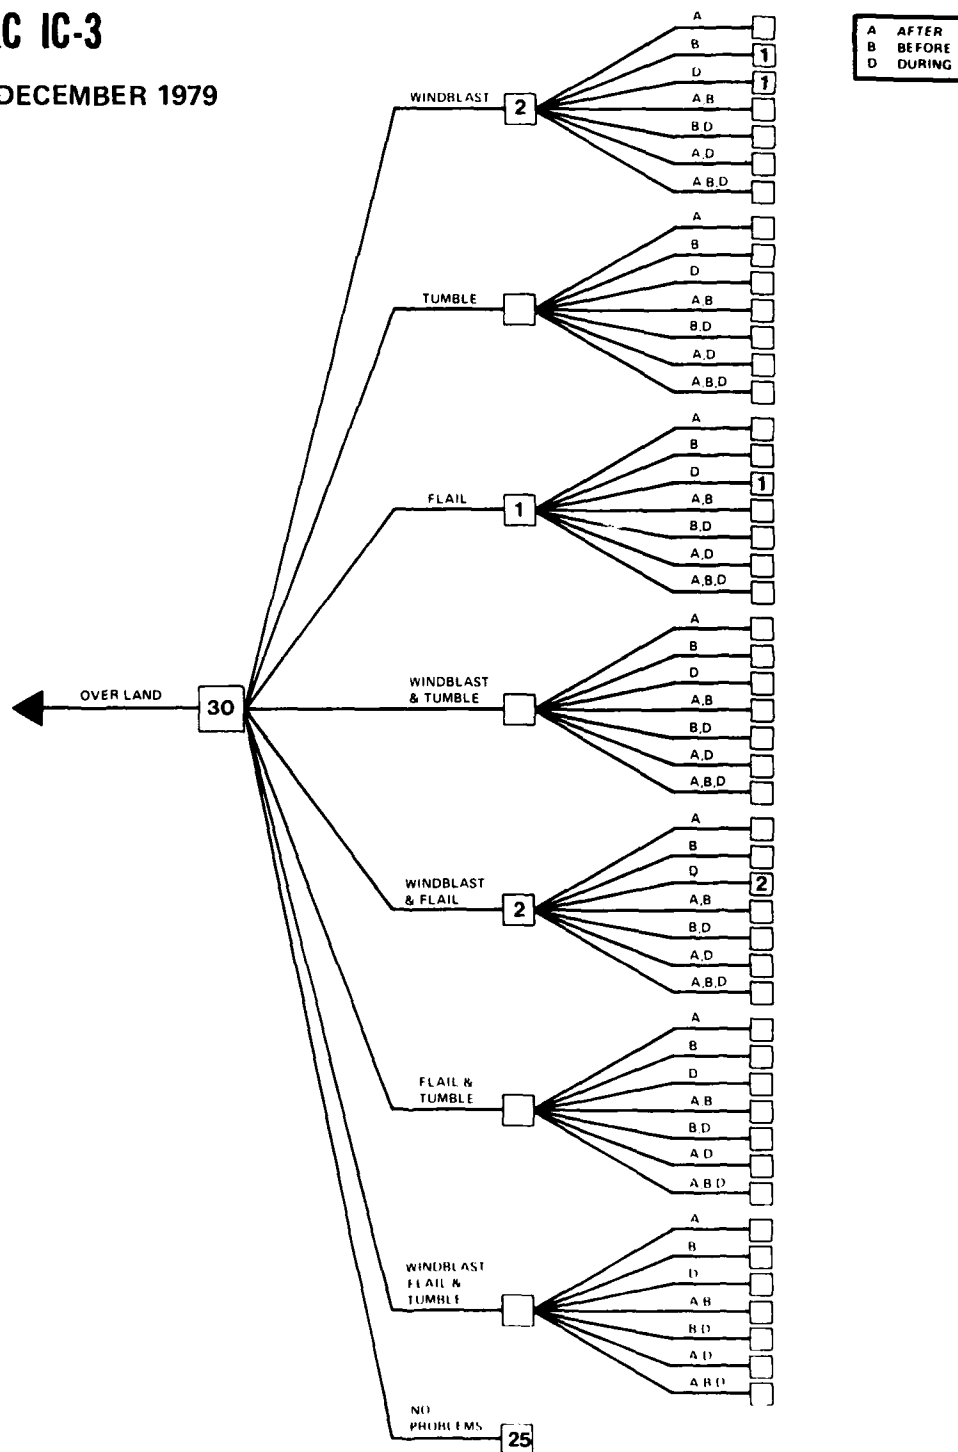 C IC-3
DECEMBER 1979
A AFTER
B BEFORE
D DURING
OVER LAND
30
WINDBLAST
2
A
B
1
D
1
A,B
B,D
A,D
A B,D
TUMBLE
A
B
D
A,B
B,D
A,D
A,B,D
FLAIL
1
A
B
D
1
A,B
B,D
A,D
A,B,D
WINDBLAST
& TUMBLE
A
B
D
A,B
B,D
A,D
A,B,D
WINDBLAST
& FLAIL
2
A
B
D
2
A,B
B,D
A,D
A,B,D
FLAIL &
TUMBLE
A
B
D
A B
B,D
A D
A B D
WINDBLAST
FLAIL &
TUMBLE
A
B
D
A B
B D
A D
A B D
NO
PROBLEMS
25